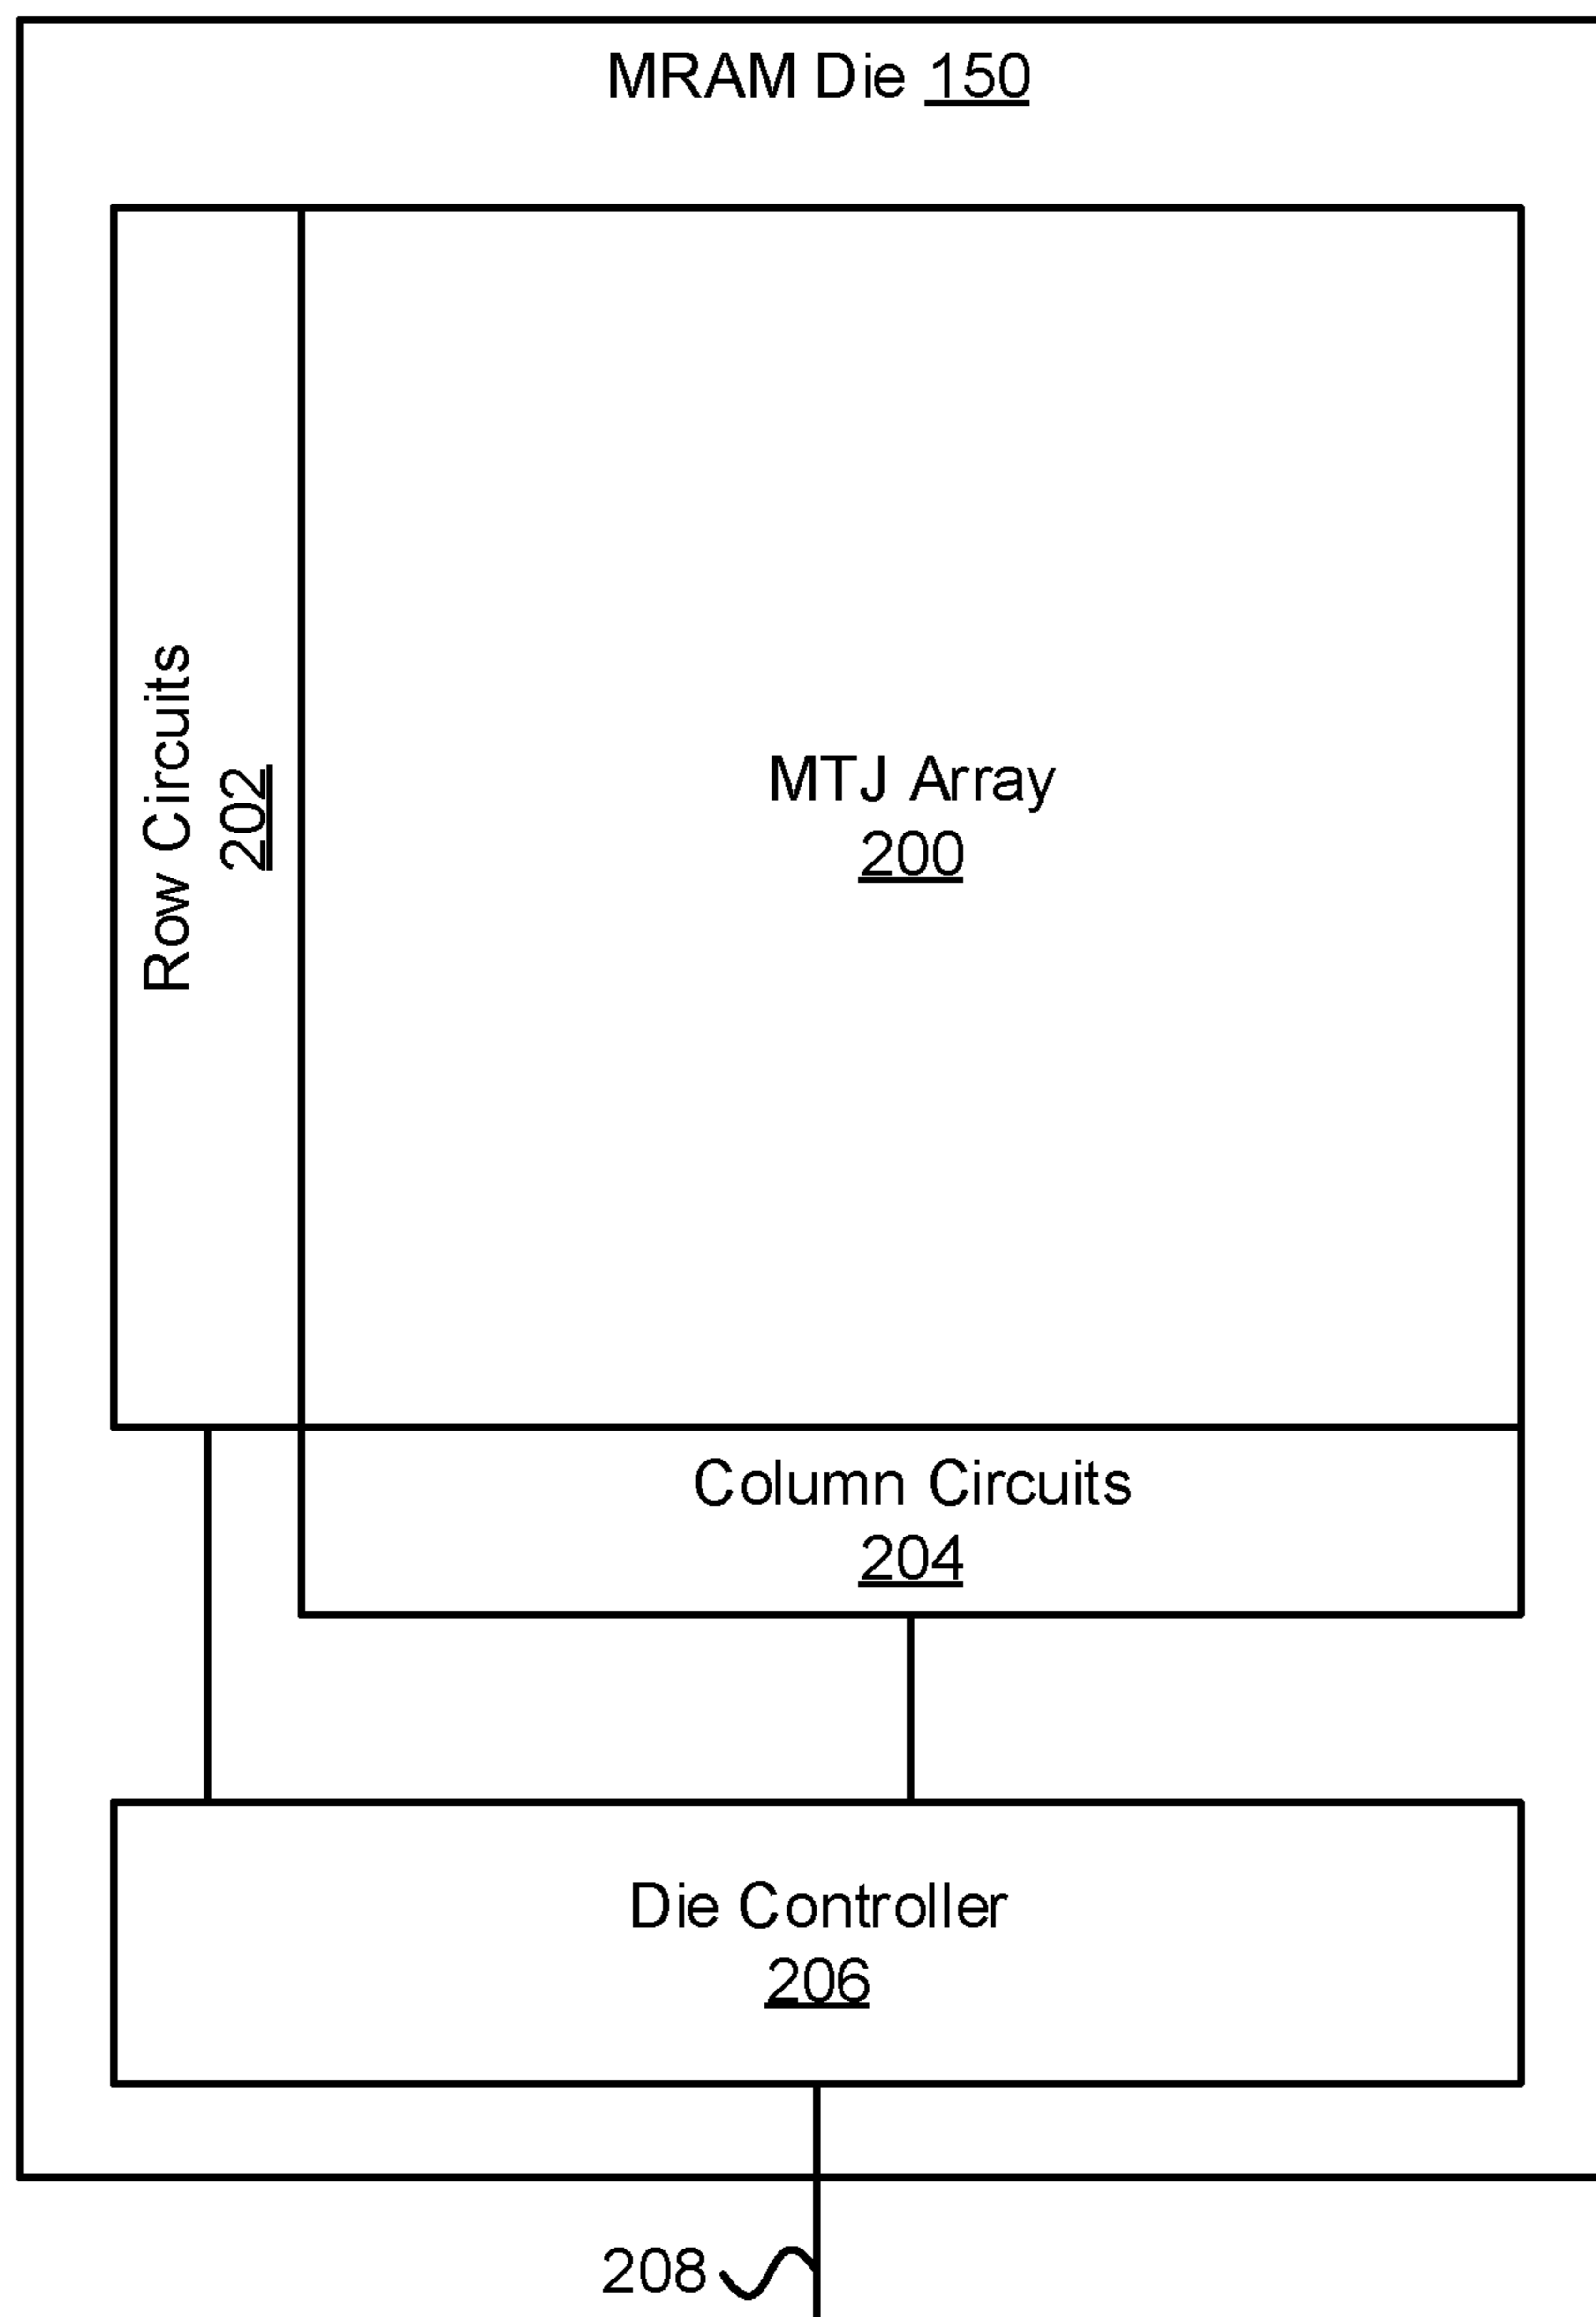 MRAM Die 150
Row Circuits
202
MTJ Array
200
Column Circuits
204
Die Controller
206
208